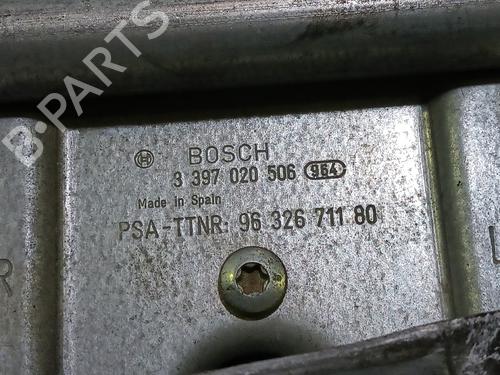 B-PARTS
BOSCH
3 397 020 506 964
Made in Spain
PSA-TTNR: 96 326 711 80
R
L